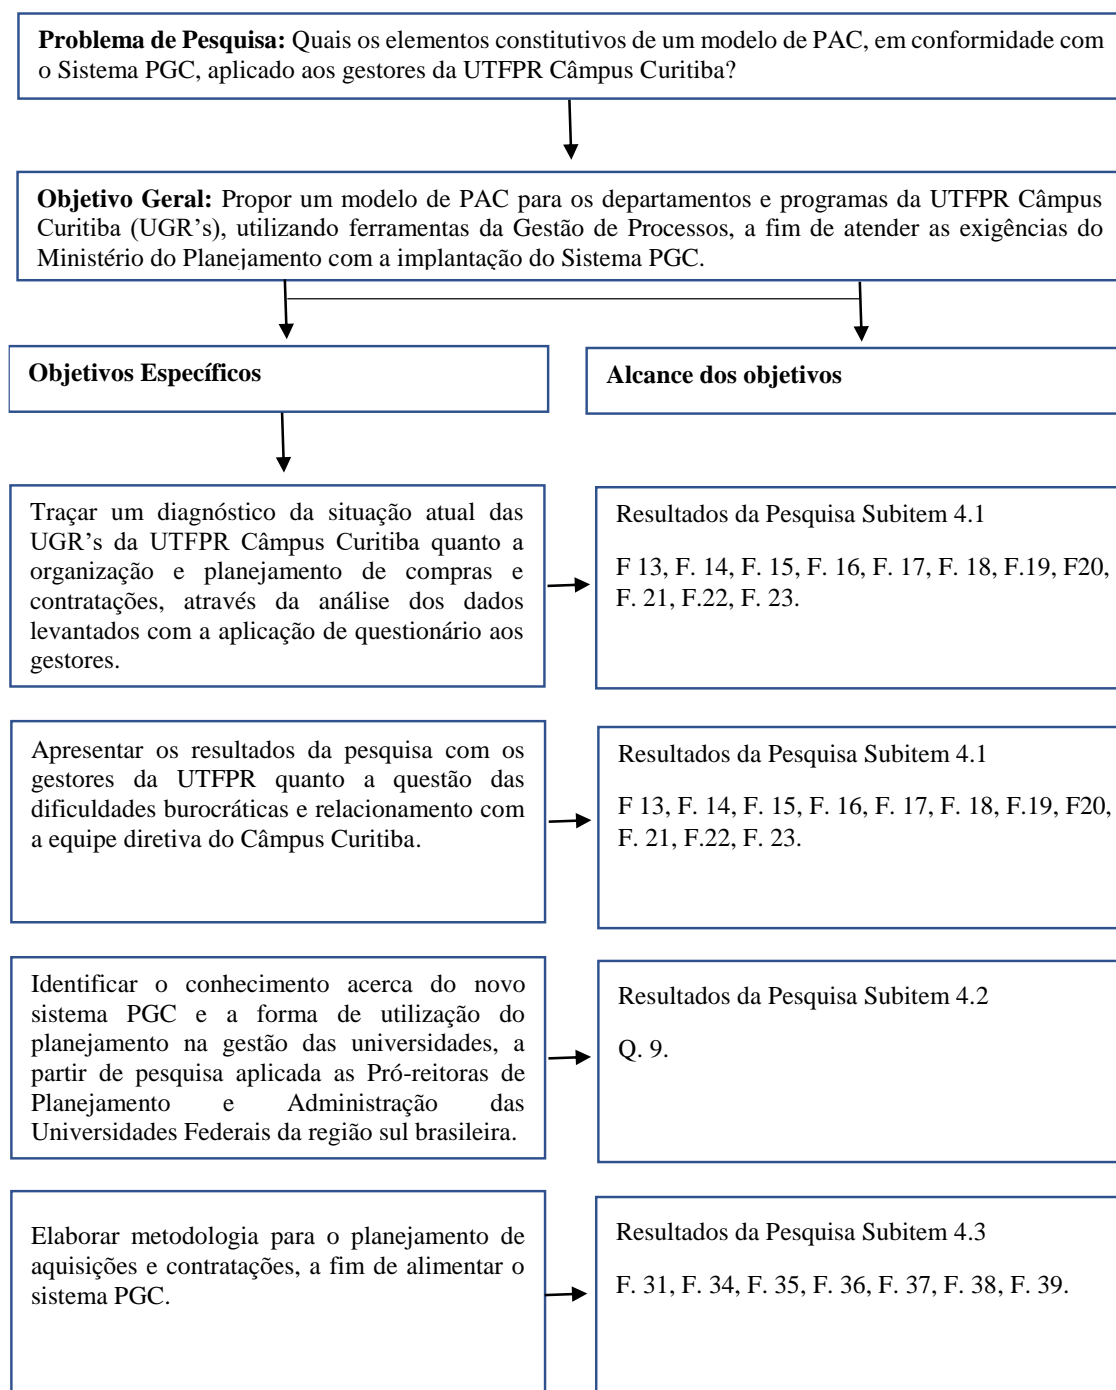 Problema de Pesquisa: Quais os elementos constitutivos de um modelo de PAC, em conformidade com
o Sistema PGC, aplicado aos gestores da UTFPR Câmpus Curitiba?
Objetivo Geral: Propor um modelo de PAC para os departamentos e programas da UTFPR Câmpus
Curitiba (UGR’s), utilizando ferramentas da Gestão de Processos, a fim de atender as exigências do
Ministério do Planejamento com a implantação do Sistema PGC.
Objetivos Específicos
Alcance dos objetivos
Traçar um diagnóstico da situação atual das
UGR’s da UTFPR Câmpus Curitiba quanto a
organização e planejamento de compras e
contratações, através da análise dos dados
levantados com a aplicação de questionário aos
gestores.
Resultados da Pesquisa Subitem 4.1
F 13, F. 14, F. 15, F. 16, F. 17, F. 18, F.19, F20,
F. 21, F.22, F. 23.
Apresentar os resultados da pesquisa com os
gestores da UTFPR quanto a questão das
dificuldades burocráticas e relacionamento com
a equipe diretiva do Câmpus Curitiba.
Resultados da Pesquisa Subitem 4.1
F 13, F. 14, F. 15, F. 16, F. 17, F. 18, F.19, F20,
F. 21, F.22, F. 23.
Identificar o conhecimento acerca do novo
sistema PGC e a forma de utilização do
planejamento na gestão das universidades, a
partir de pesquisa aplicada as Pró-reitoras de
Planejamento e Administração das
Universidades Federais da região sul brasileira.
Resultados da Pesquisa Subitem 4.2
Q. 9.
Elaborar metodologia para o planejamento de
aquisições e contratações, a fim de alimentar o
sistema PGC.
Resultados da Pesquisa Subitem 4.3
F. 31, F. 34, F. 35, F. 36, F. 37, F. 38, F. 39.